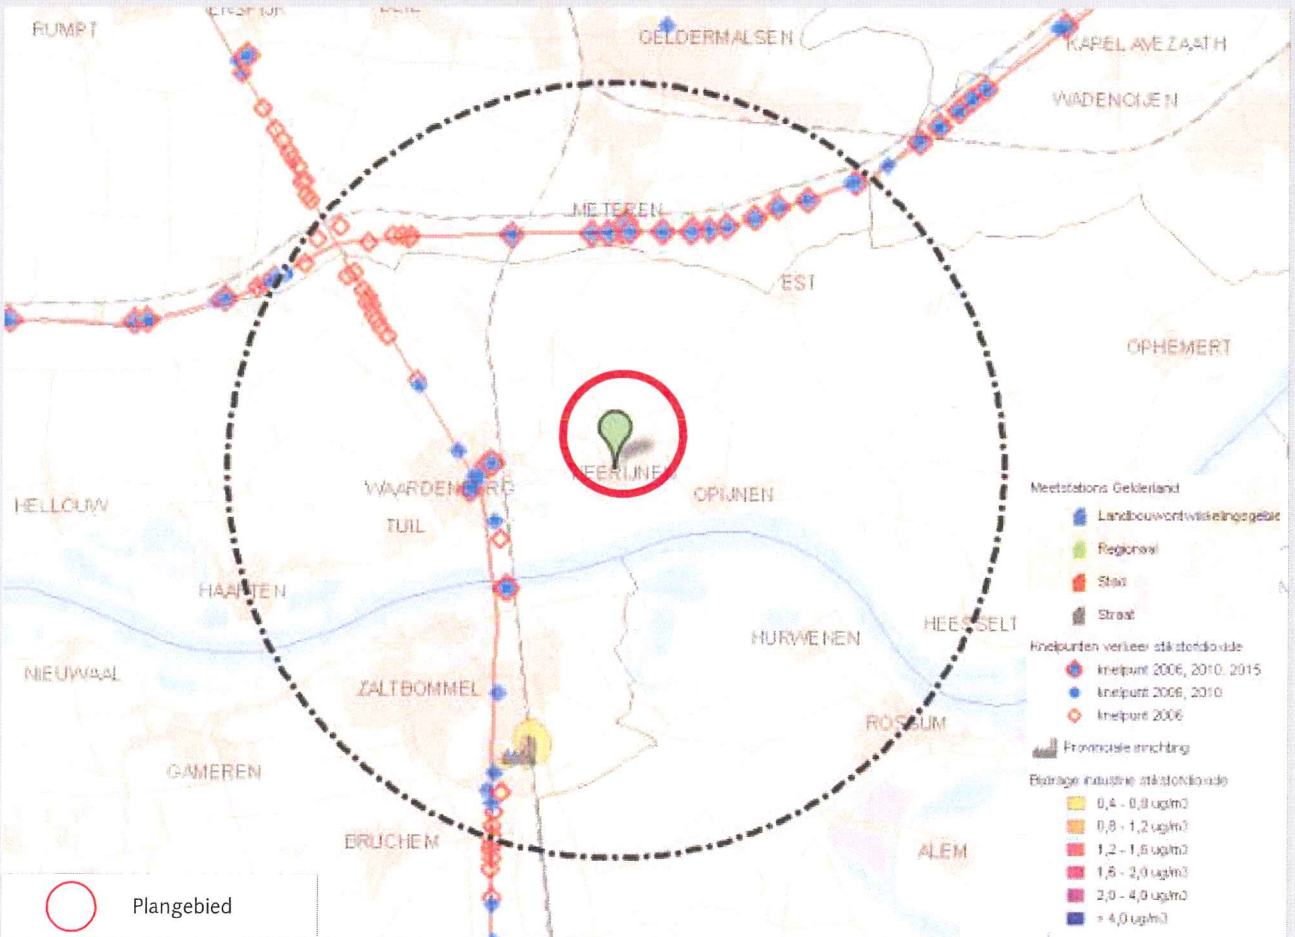 RUMPT
GELDERMALSEN
KAPEL AVEZAATH
WADENOIJEN
METEREN
EST
OPHEMERT
NEERIJNEN
WAARDENBURG
OPIJNEN
HELLOUW
TUIL
HAAFTEN
HURWENEN
HEESSELT
NIEUWAAL
ZALTBOMMEL
ROSSUM
GAMEREN
BRUCHEM
ALEM
Meetstations Gelderland
Landbouwontwikkelingsgebie
Regionaal
Stad
Straat
Knelpunten verkeer stikstofdioxide
knelpunt 2006, 2010, 2015
knelpunt 2006, 2010
knelpunt 2006
Provinciale inrichting
Bijdrage industrie stikstofdioxide
0,4 - 0,8 ug/m3
0,8 - 1,2 ug/m3
1,2 - 1,6 ug/m3
1,6 - 2,0 ug/m3
2,0 - 4,0 ug/m3
> 4,0 ug/m3
Plangebied